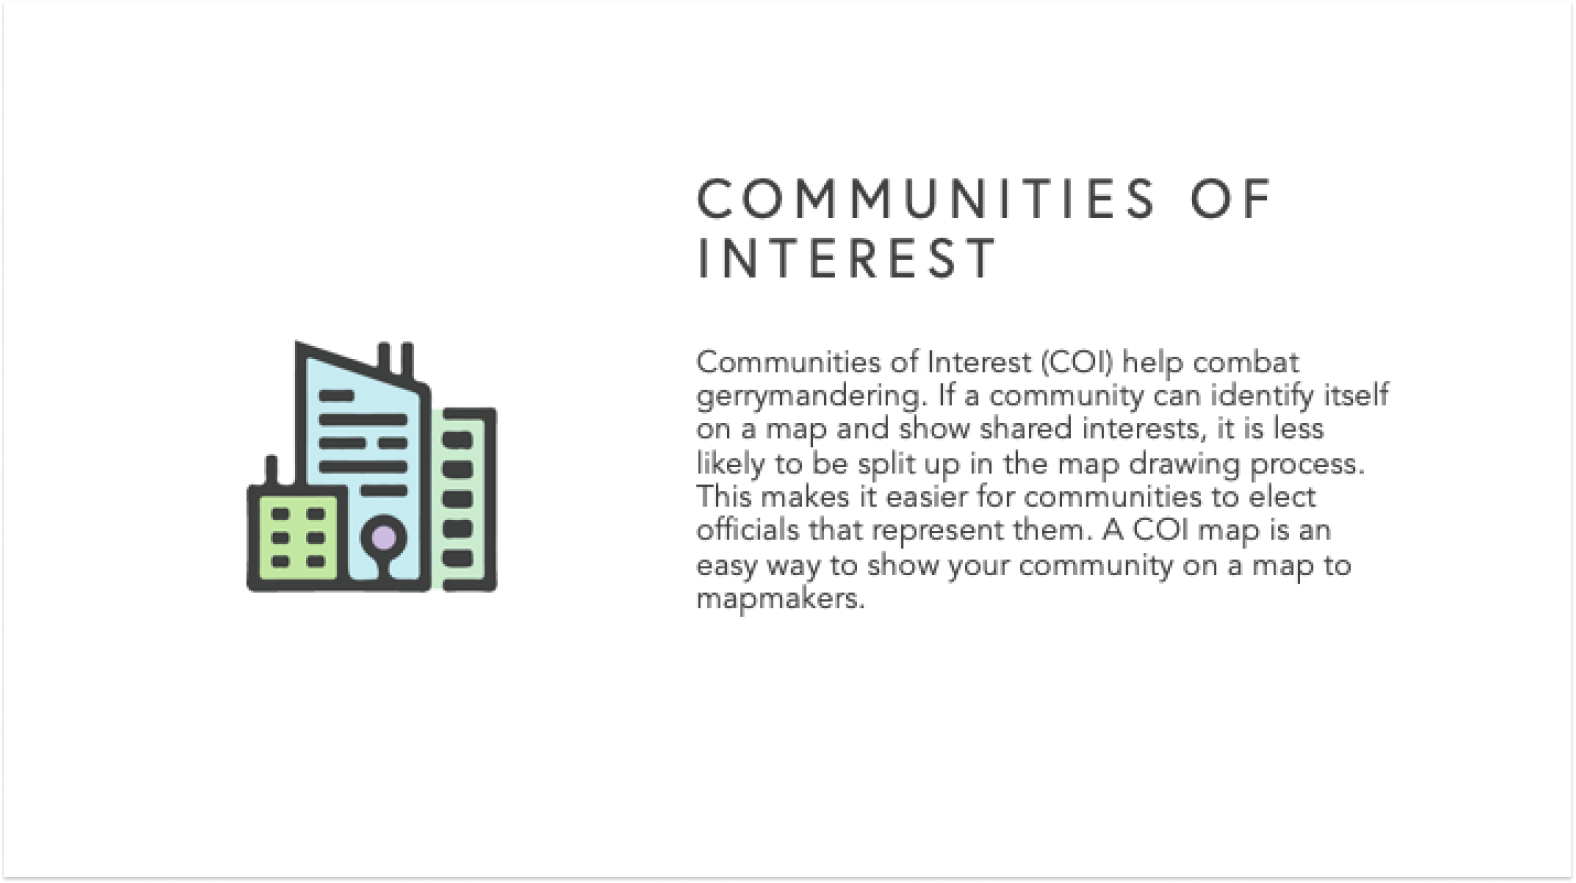 COMMUNITIES OF
INTEREST
Communities of Interest (COI) help combat
gerrymandering. If a community can identify itself
on a map and show shared interests, it is less
likely to be split up in the map drawing process.
This makes it easier for communities to elect
officials that represent them. A COI map is an
easy way to show your community on a map to
mapmakers.